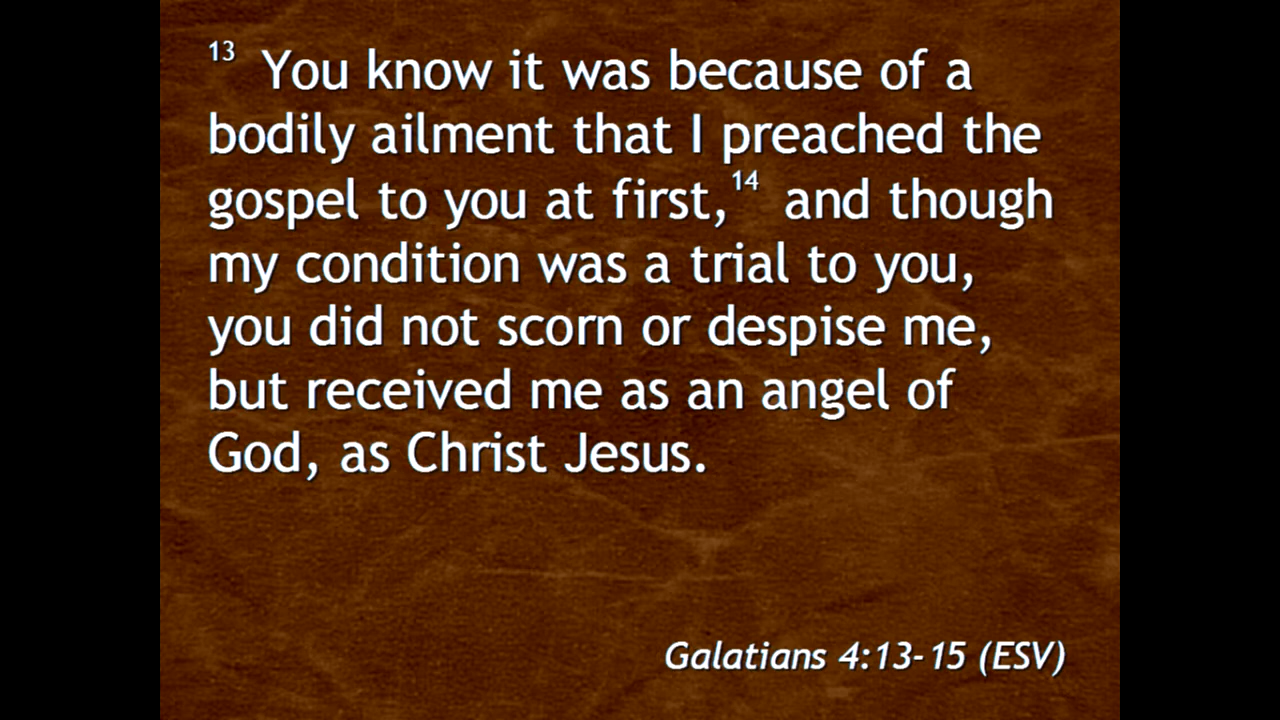 13 You know it was because of a
bodily ailment that I preached the
gospel to you at first,14 and though
my condition was a trial to you,
you did not scorn or despise me,
but received me as an angel of
God, as Christ Jesus.
Galatians 4:13-15 (ESV)